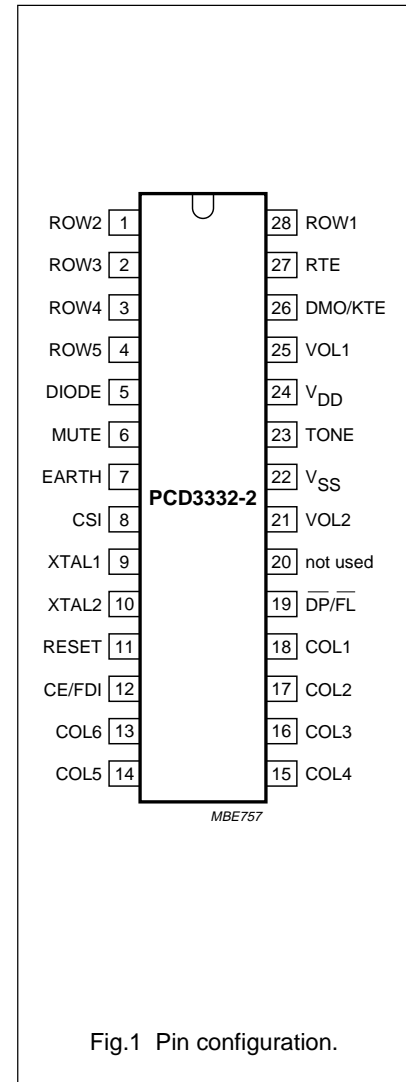 ROW2 1 28 ROW1
ROW3 2 27 RTE
ROW4 3 26 DMO/KTE
ROW5 4 25 VOL1
DIODE 5 24 VDD
MUTE 6 23 TONE
EARTH 7 22 VSS
PCD3332-2
CSI 8 21 VOL2
XTAL1 9 20 not used
XTAL2 10 19 D̅P̅/F̅L̅
RESET 11 18 COL1
CE/FDI 12 17 COL2
COL6 13 16 COL3
COL5 14 15 COL4
MBE757
Fig.1 Pin configuration.